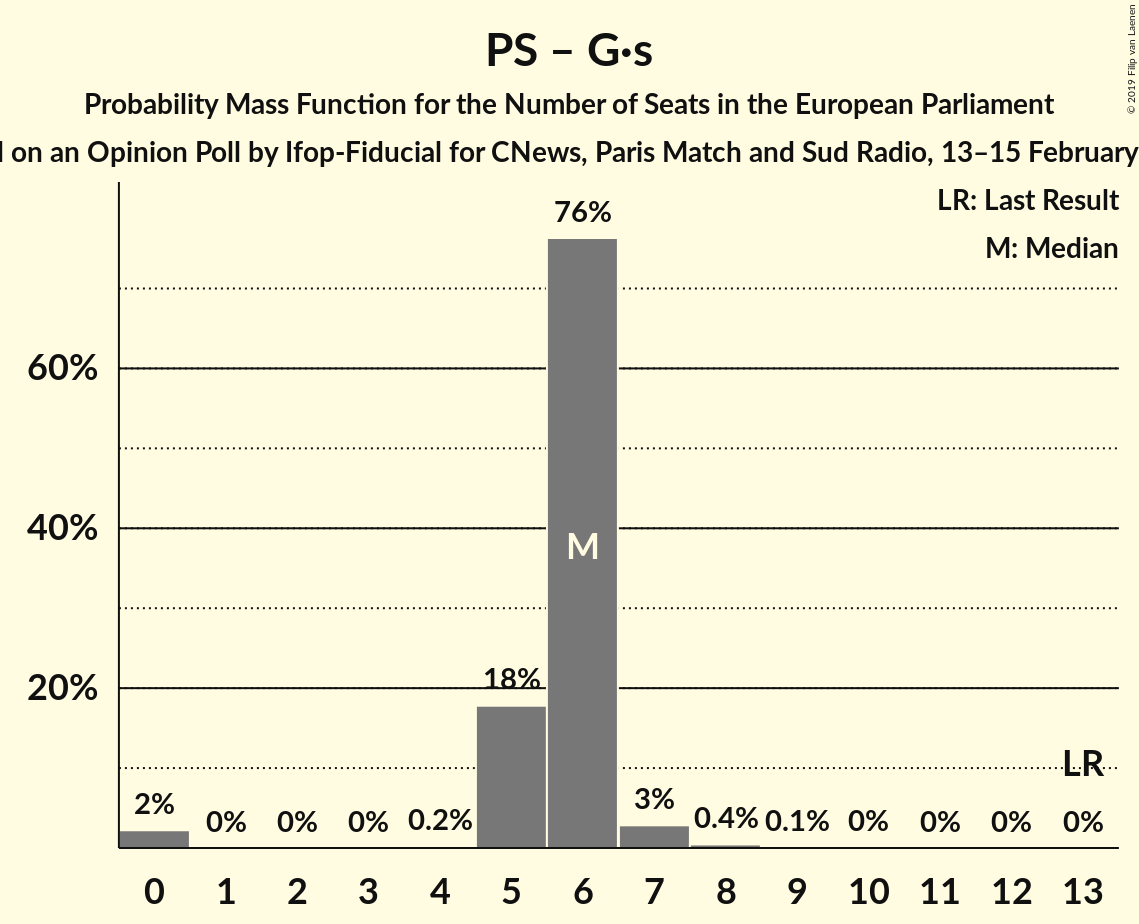 PS – G·s
Probability Mass Function for the Number of Seats in the European Parliament
on an Opinion Poll by Ifop-Fiducial for CNews, Paris Match and Sud Radio, 13–15 February
© 2019 Filip van Laenen
LR: Last Result
M: Median
76%
60%
40%
M
20%
18%
LR
2%
0%
0%
0%
0.2%
3%
0.4%
0.1%
0%
0%
0%
0%
0 1 2 3 4 5 6 7 8 9 10 11 12 13